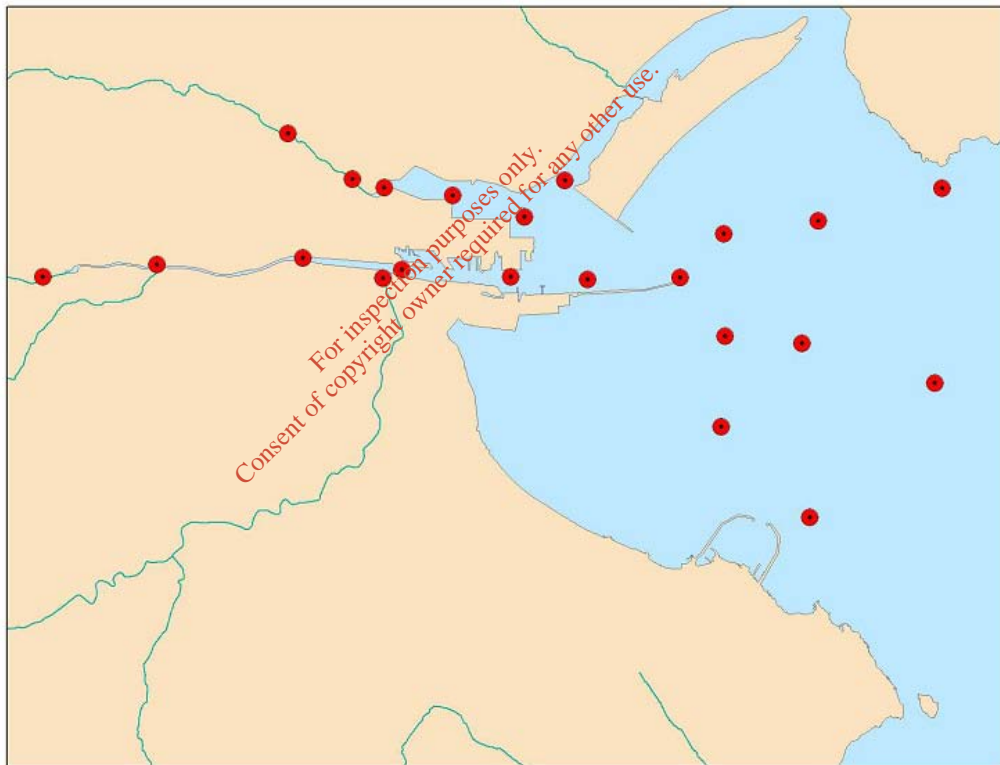 For inspection purposes only.
Consent of copyright owner required for any other use.